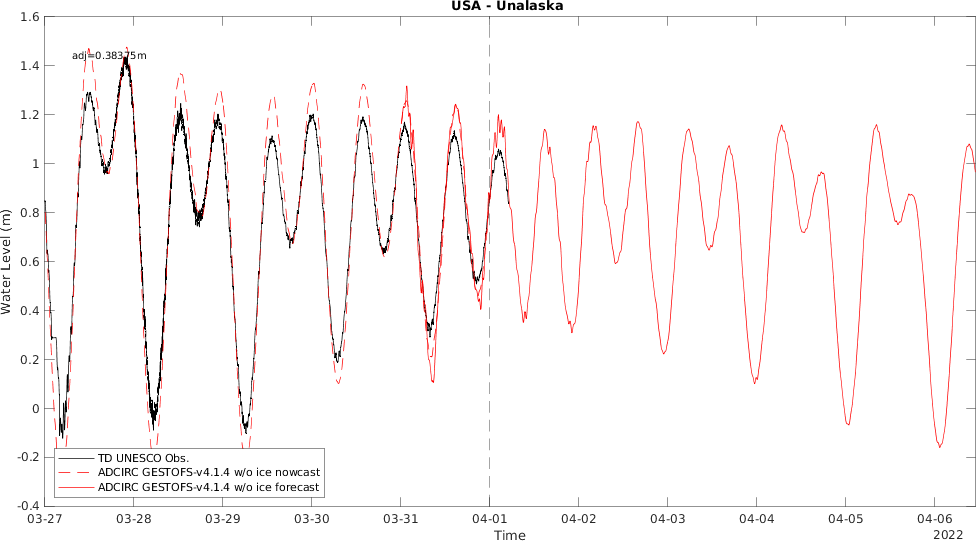 USA - Unalaska
1.6
1.4
1.2
1
0.8
0.6
0.4
0.2
0
-0.2
-0.4
Water Level (m)
adj=0.38375m
TD UNESCO Obs.
ADCIRC GESTOFS-v4.1.4 w/o ice nowcast
ADCIRC GESTOFS-v4.1.4 w/o ice forecast
03-27 03-28 03-29 03-30 03-31 04-01 04-02 04-03 04-04 04-05 04-06
Time
2022